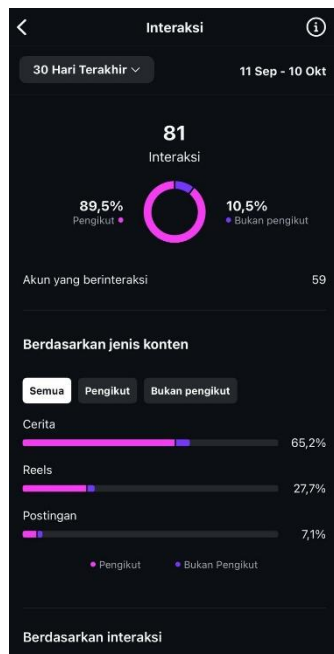 Interaksi
30 Hari Terakhir
11 Sep - 10 Okt
81
Interaksi
89,5%
Pengikut
10,5%
Bukan pengikut
Akun yang berinteraksi 59
Berdasarkan jenis konten
Semua Pengikut Bukan pengikut
Cerita
65,2%
Reels
27,7%
Postingan
7,1%
Pengikut Bukan Pengikut
Berdasarkan interaksi